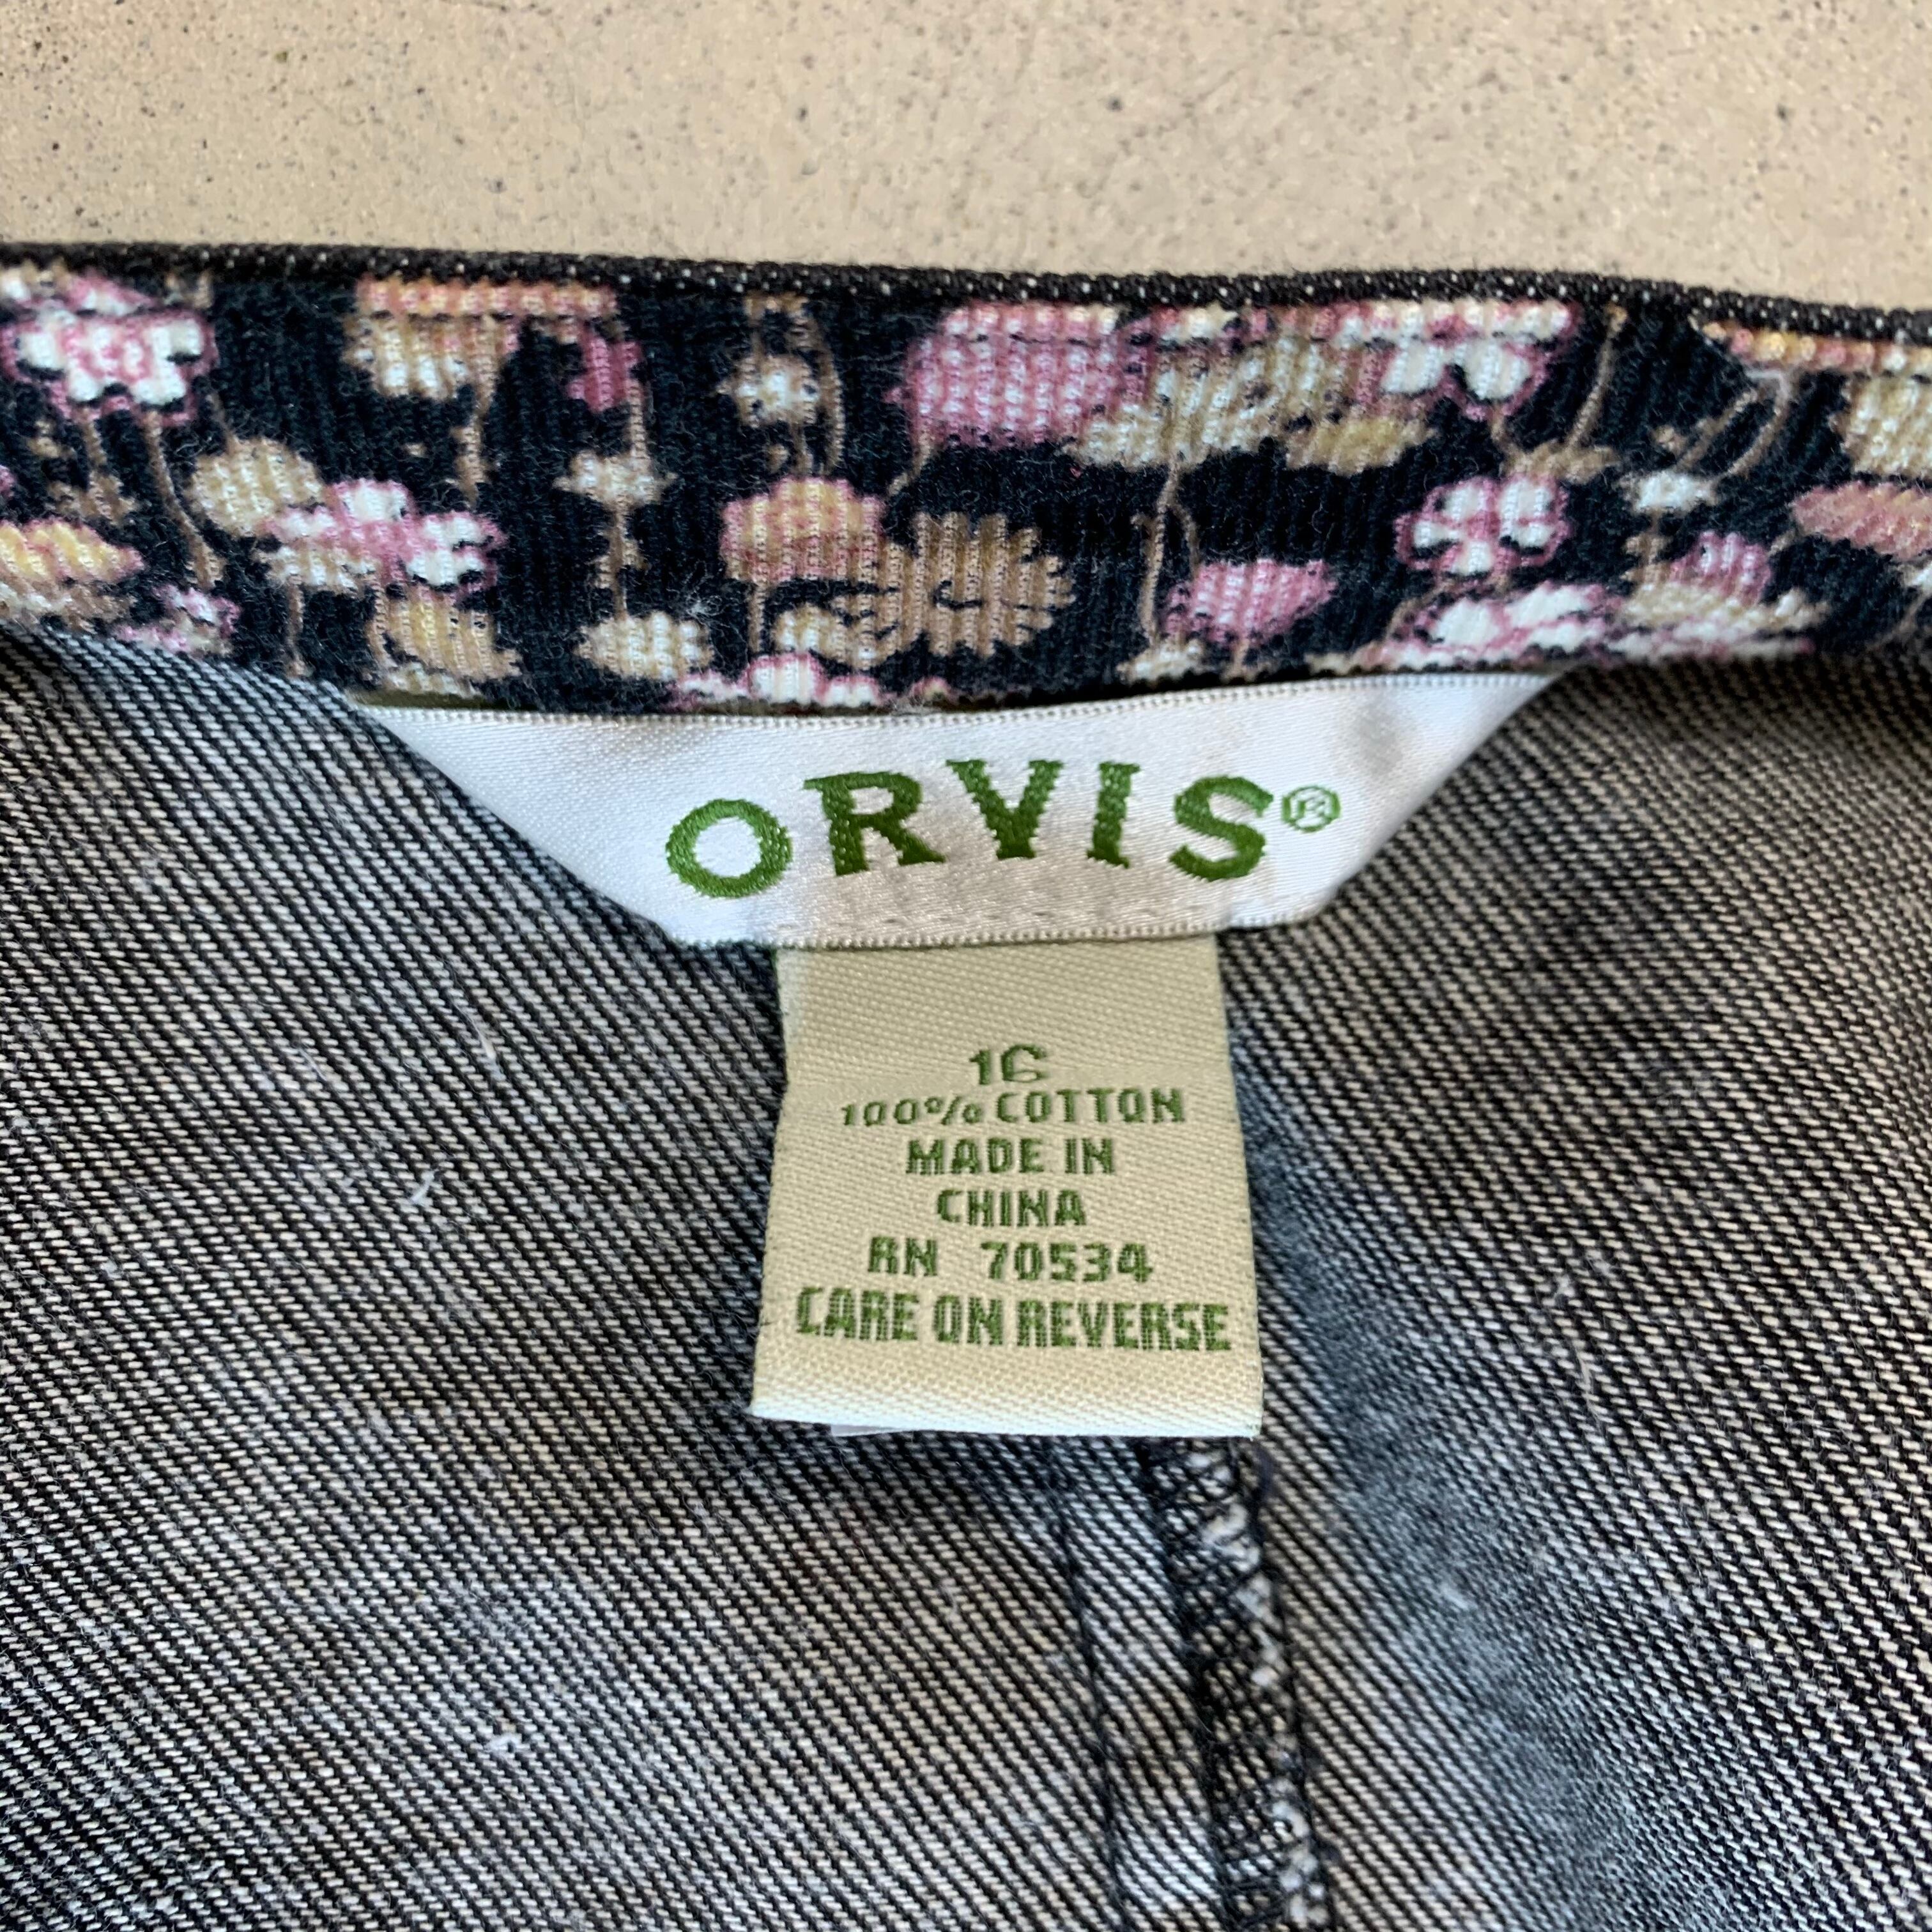 ORVIS®
16
100% COTTON
MADE IN
CHINA
RN 70534
CARE ON REVERSE